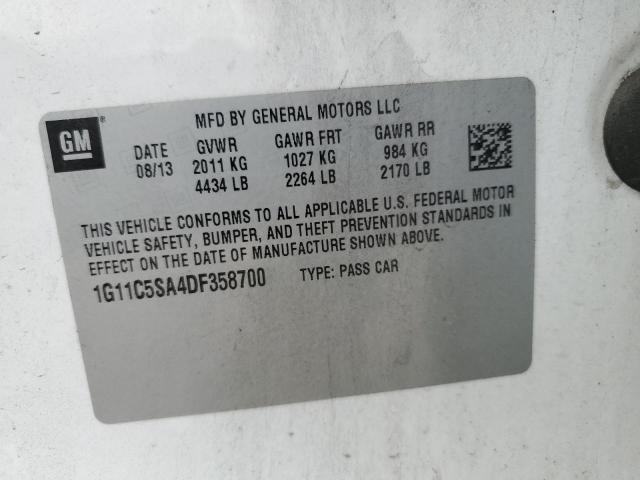 MFD BY GENERAL MOTORS LLC
GM
®
DATE GVWR GAWR FRT GAWR RR
08/13 2011 KG 1027 KG 984 KG
4434 LB 2264 LB 2170 LB
THIS VEHICLE CONFORMS TO ALL APPLICABLE U.S. FEDERAL MOTOR
VEHICLE SAFETY, BUMPER, AND THEFT PREVENTION STANDARDS IN
EFFECT ON THE DATE OF MANUFACTURE SHOWN ABOVE.
1G11C5SA4DF358700 TYPE: PASS CAR